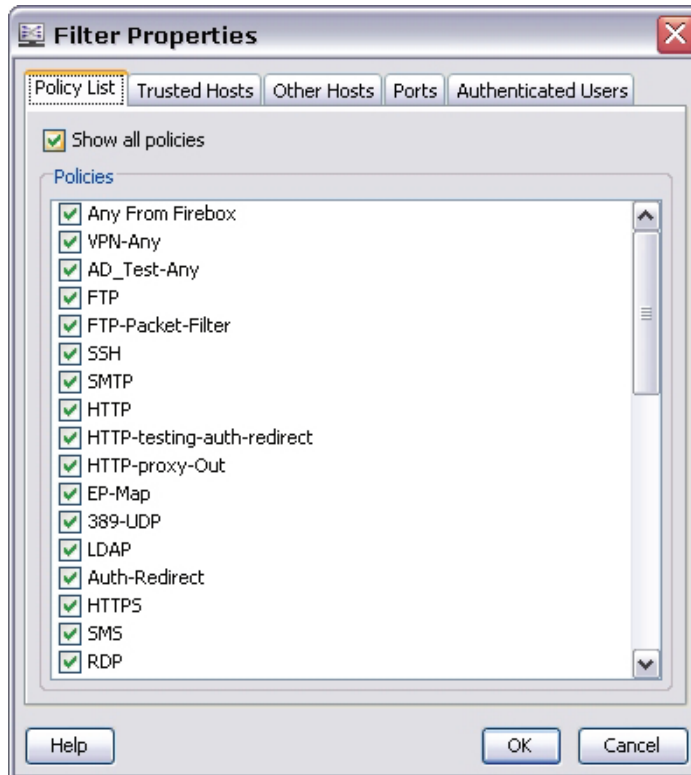 Filter Properties
Policy List Trusted Hosts Other Hosts Ports Authenticated Users
Show all policies
Policies
Any From Firebox
VPN-Any
AD_Test-Any
FTP
FTP-Packet-Filter
SSH
SMTP
HTTP
HTTP-testing-auth-redirect
HTTP-proxy-Out
EP-Map
389-UDP
LDAP
Auth-Redirect
HTTPS
SMS
RDP
Help OK Cancel